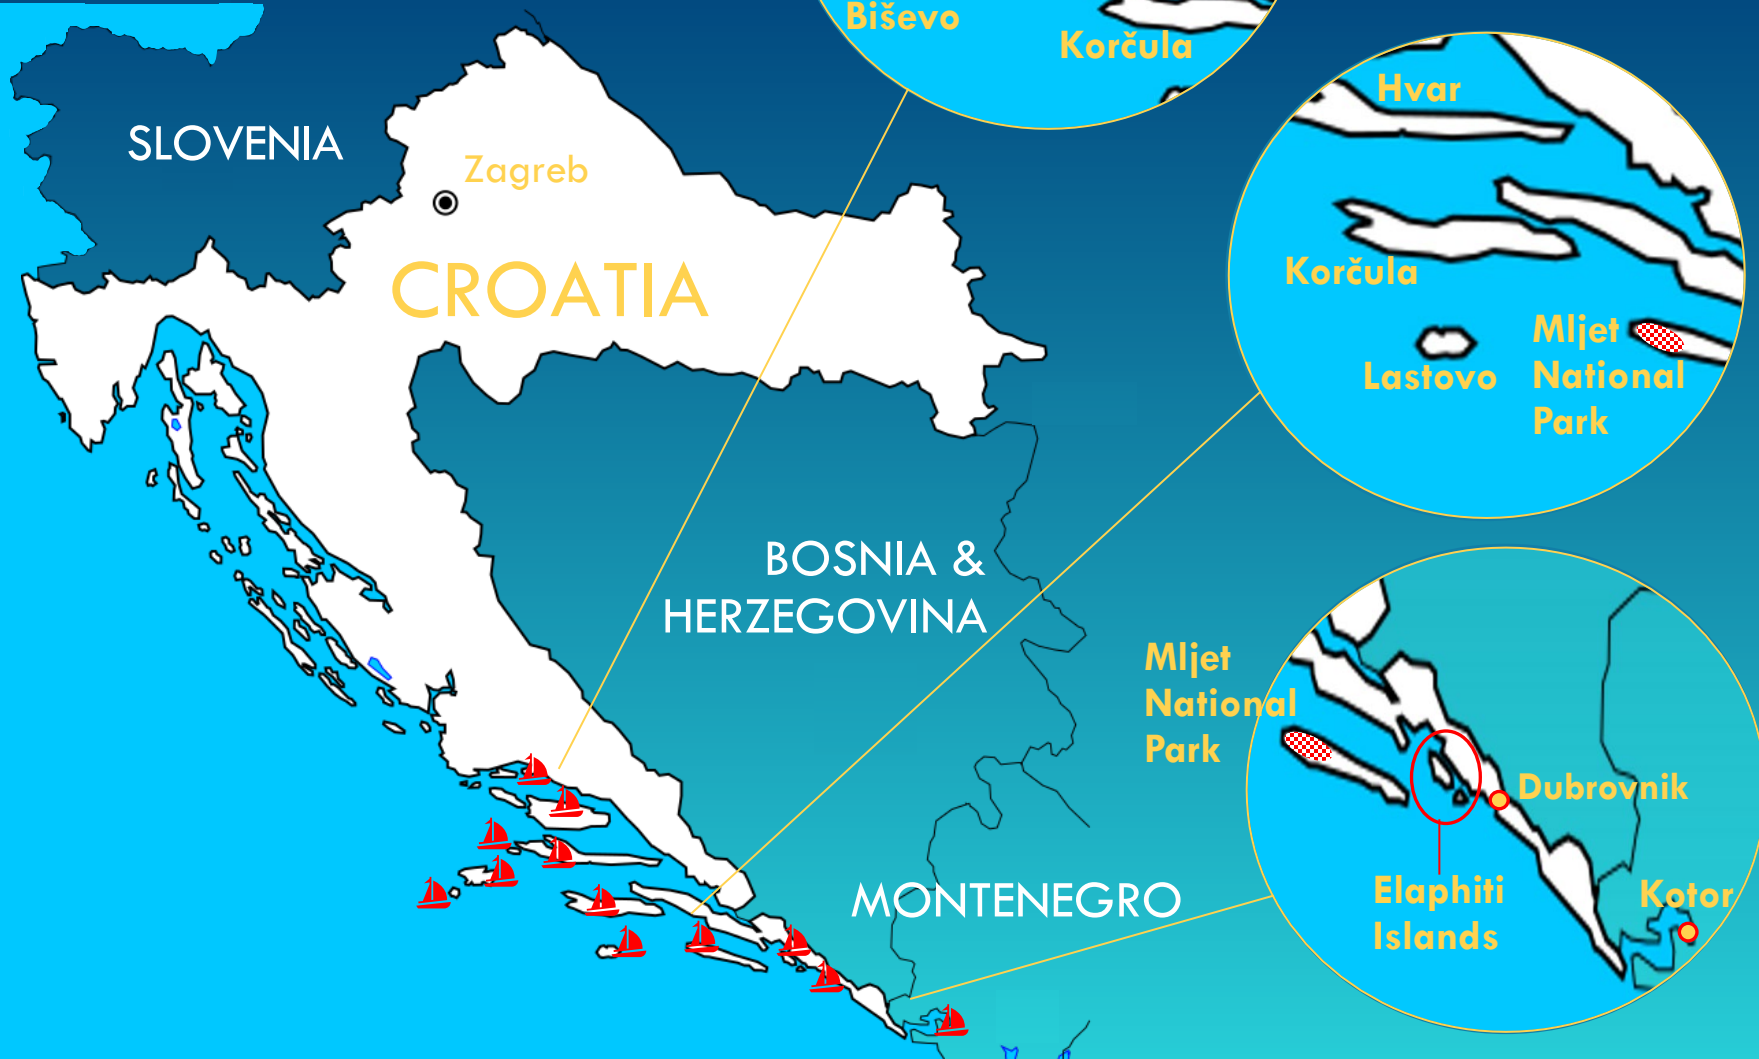 Biševo
Korčula
Hvar
SLOVENIA
Zagreb
CROATIA
Korčula
Mljet
National
Park
Lastovo
BOSNIA &
HERZEGOVINA
Mljet
National
Park
Dubrovnik
MONTENEGRO
Elaphiti
Islands
Kotor